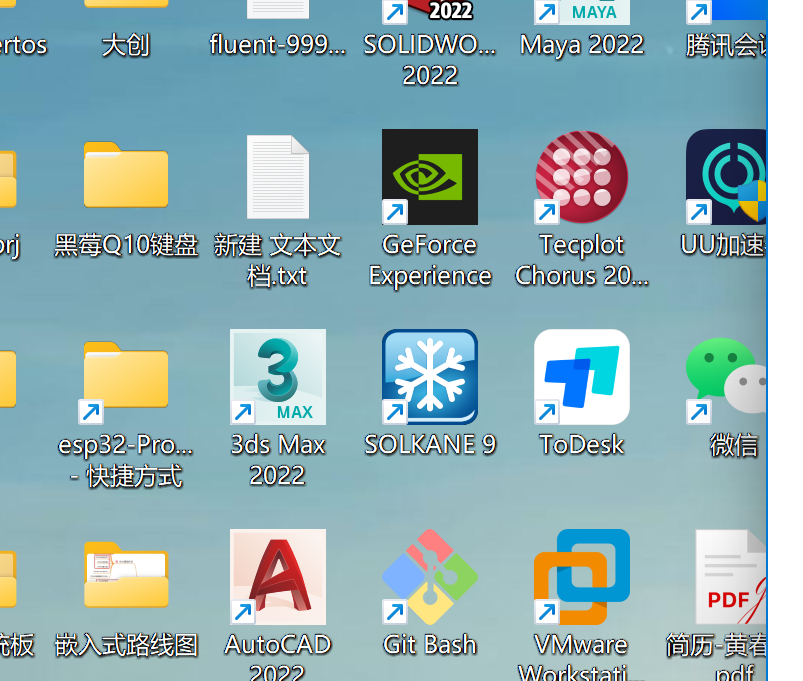 2022
MAYA
ertos
大创
fluent-999...
SOLIDWO...
2022
Maya 2022
腾讯会议
orj
黑莓Q10键盘
新建 文本文
档.txt
GeForce
Experience
Tecplot
Chorus 20...
UU加速
3
MAX
esp32-Pro...
- 快捷方式
3ds Max
2022
SOLKANE 9
ToDesk
微信
PDF
统板
嵌入式路线图
AutoCAD
2022
Git Bash
VMware
Workstati...
简历-黄春
pdf